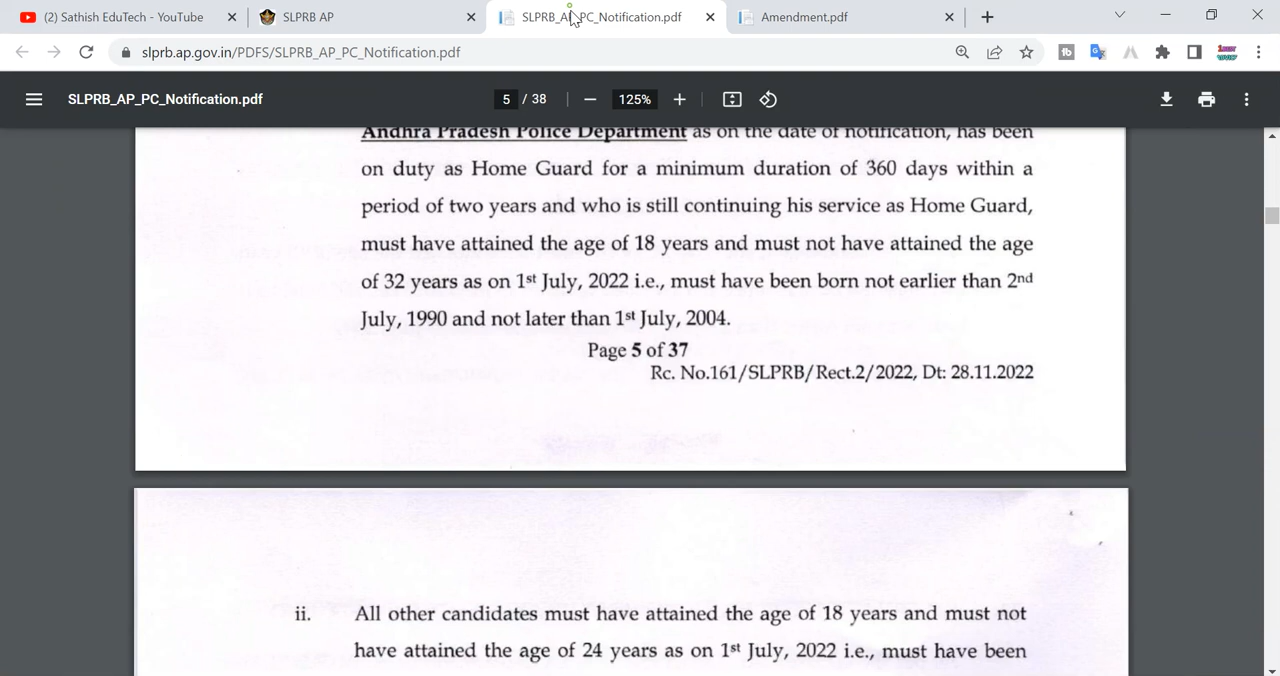 (2) Sathish EduTech - YouTube
SLPRB AP
SLPRB_AP_PC_Notification.pdf
Amendment.pdf
slprb.ap.gov.in/PDFS/SLPRB_AP_PC_Notification.pdf
SLPRB_AP_PC_Notification.pdf
5 / 38
125%
Andhra Pradesh Police Department as on the date of notification, has been
on duty as Home Guard for a minimum duration of 360 days within a
period of two years and who is still continuing his service as Home Guard,
must have attained the age of 18 years and must not have attained the age
of 32 years as on 1st July, 2022 i.e., must have been born not earlier than 2nd
July, 1990 and not later than 1st July, 2004.
Page 5 of 37
Rc. No.161/SLPRB/Rect.2/2022, Dt: 28.11.2022
ii. All other candidates must have attained the age of 18 years and must not
have attained the age of 24 years as on 1st July, 2022 i.e., must have been